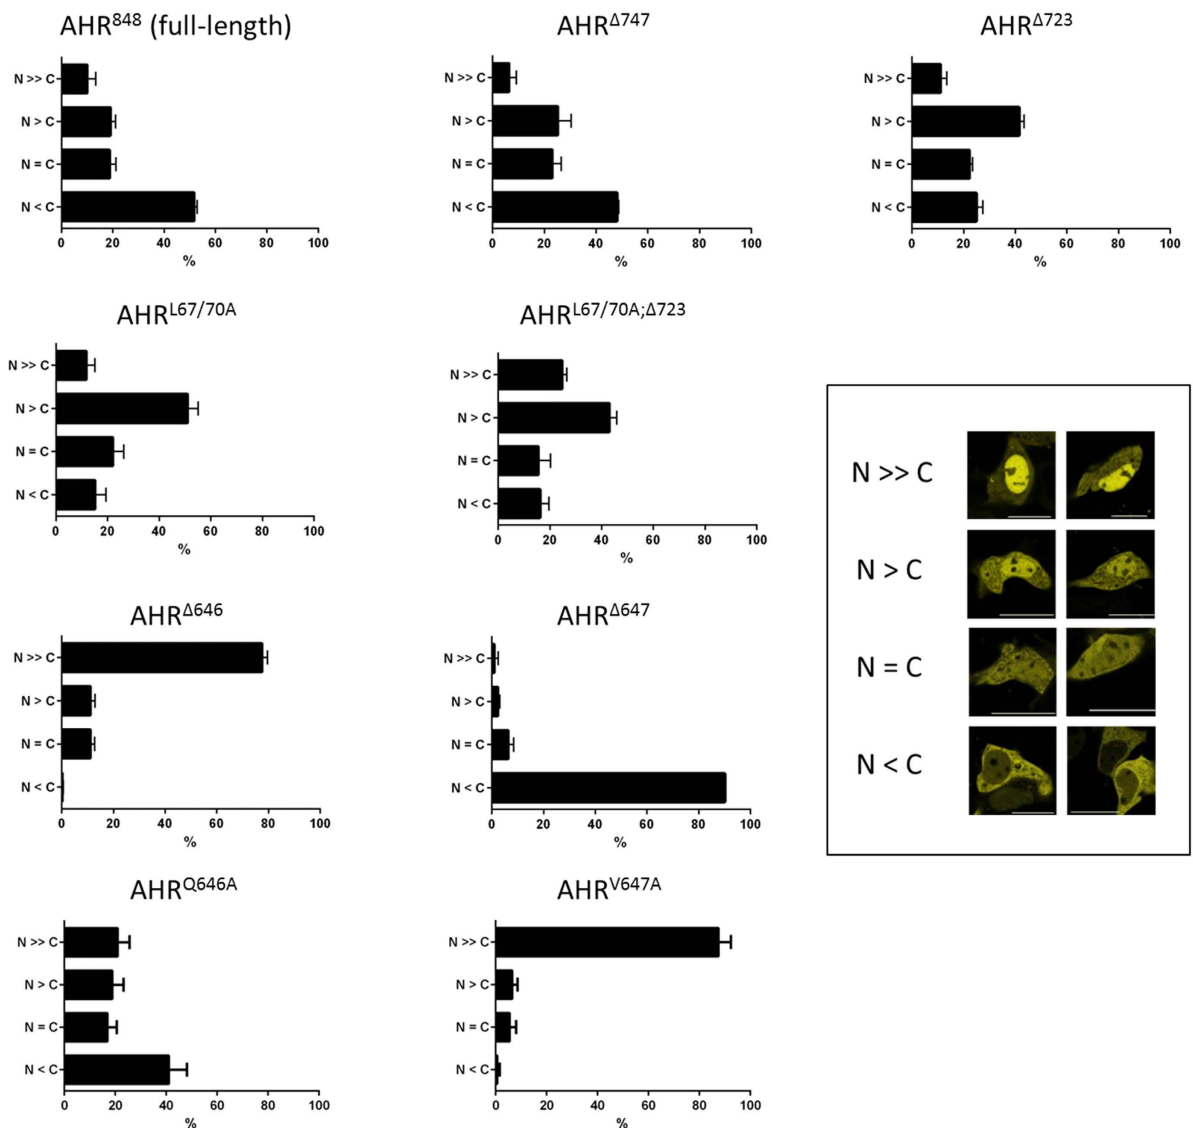 AHR848 (full-length)
N >> C
N > C
N = C
N < C
0 20 40 60 80 100
%
AHRΔ747
N >> C
N > C
N = C
N < C
0 20 40 60 80 100
%
AHRΔ723
N >> C
N > C
N = C
N < C
0 20 40 60 80 100
%
AHRL67/70A
N >> C
N > C
N = C
N < C
0 20 40 60 80 100
%
AHRL67/70A;Δ723
N >> C
N > C
N = C
N < C
0 20 40 60 80 100
%
N >> C
N > C
N = C
N < C
AHRΔ646
N >> C
N > C
N = C
N < C
0 20 40 60 80 100
%
AHRΔ647
N >> C
N > C
N = C
N < C
0 20 40 60 80 100
%
AHRQ646A
N >> C
N > C
N = C
N < C
0 20 40 60 80 100
%
AHRV647A
N >> C
N > C
N = C
N < C
0 20 40 60 80 100
%